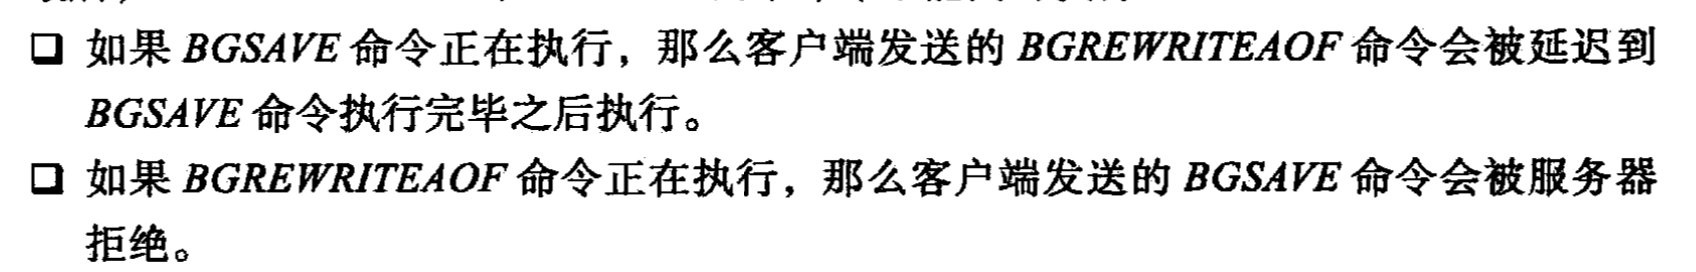 ❏ 如果 BGSAVE 命令正在执行，那么客户端发送的 BGREWRITEAOF 命令会被延迟到
BGSAVE 命令执行完毕之后执行。
❏ 如果 BGREWRITEAOF 命令正在执行，那么客户端发送的 BGSAVE 命令会被服务器
拒绝。